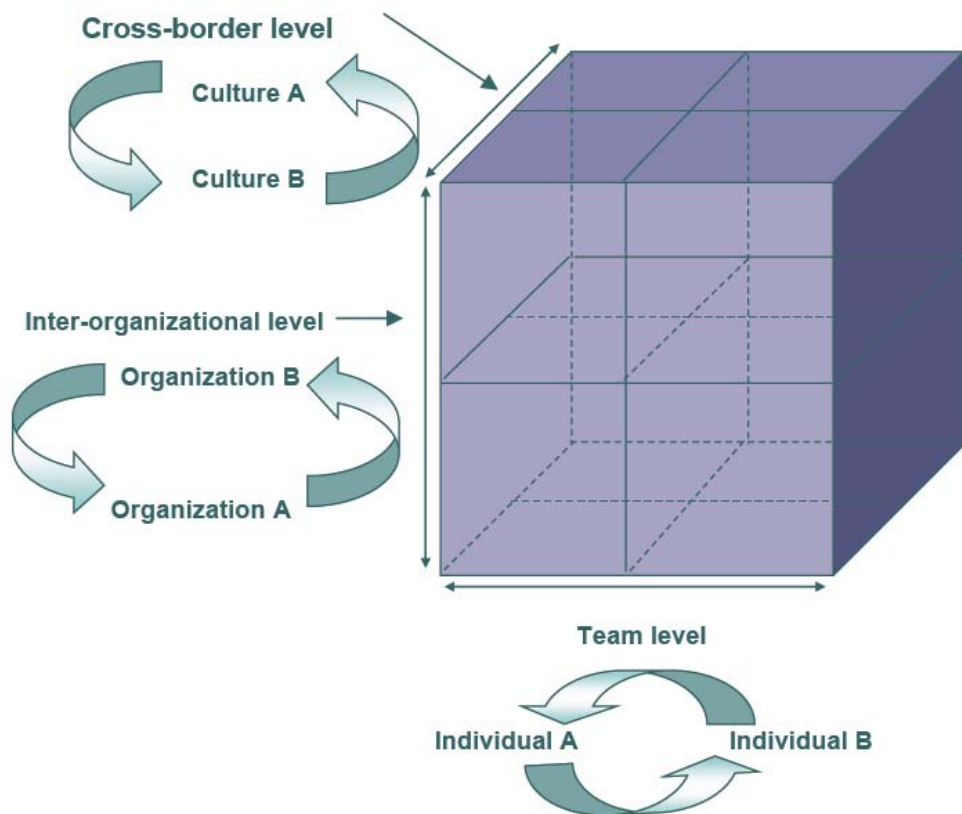 Cross-border level
Culture A
Culture B
Inter-organizational level
Organization B
Organization A
Team level
Individual A
Individual B